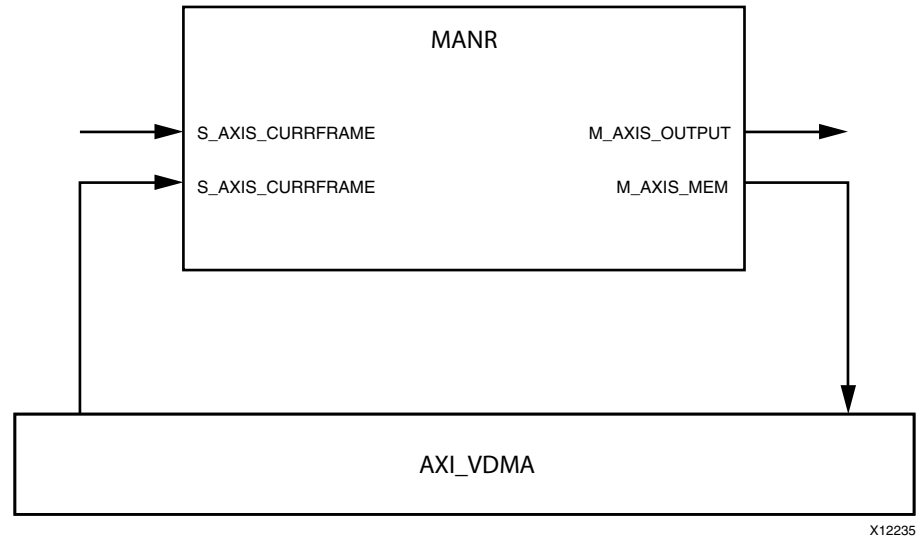 MANR
S_AXIS_CURRFRAME
M_AXIS_OUTPUT
S_AXIS_CURRFRAME
M_AXIS_MEM
AXI_VDMA
X12235